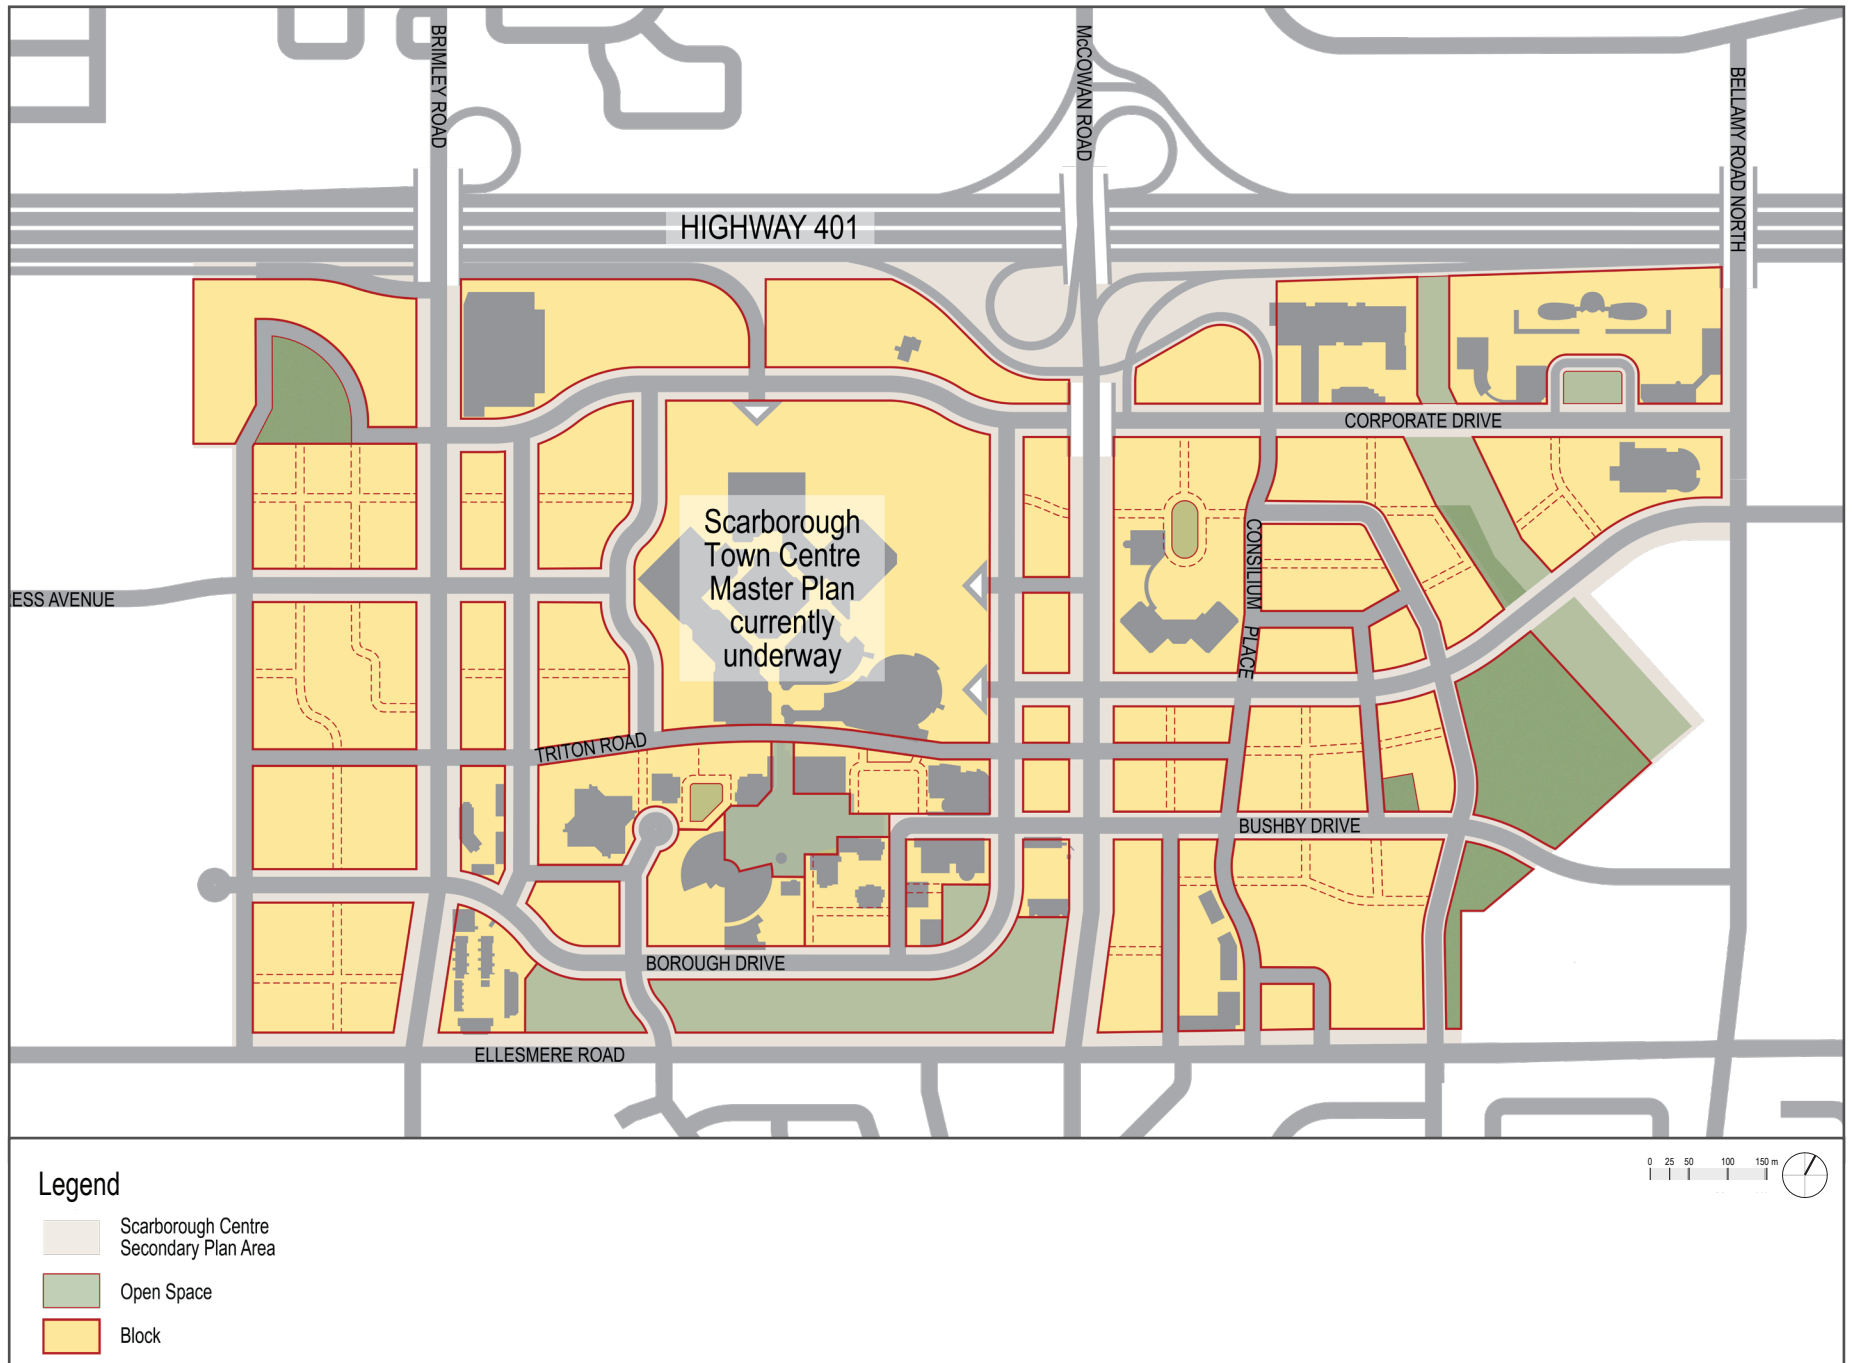 BRIMLEY ROAD
McCOWAN ROAD
BELLAMY ROAD NORTH
HIGHWAY 401
CORPORATE DRIVE
Scarborough
Town Centre
Master Plan
currently
underway
CONSILIUM PLACE
ESS AVENUE
TRITON ROAD
BUSHBY DRIVE
BOROUGH DRIVE
ELLESMERE ROAD
0 25 50 100 150 m
Legend
Scarborough Centre
Secondary Plan Area
Open Space
Block